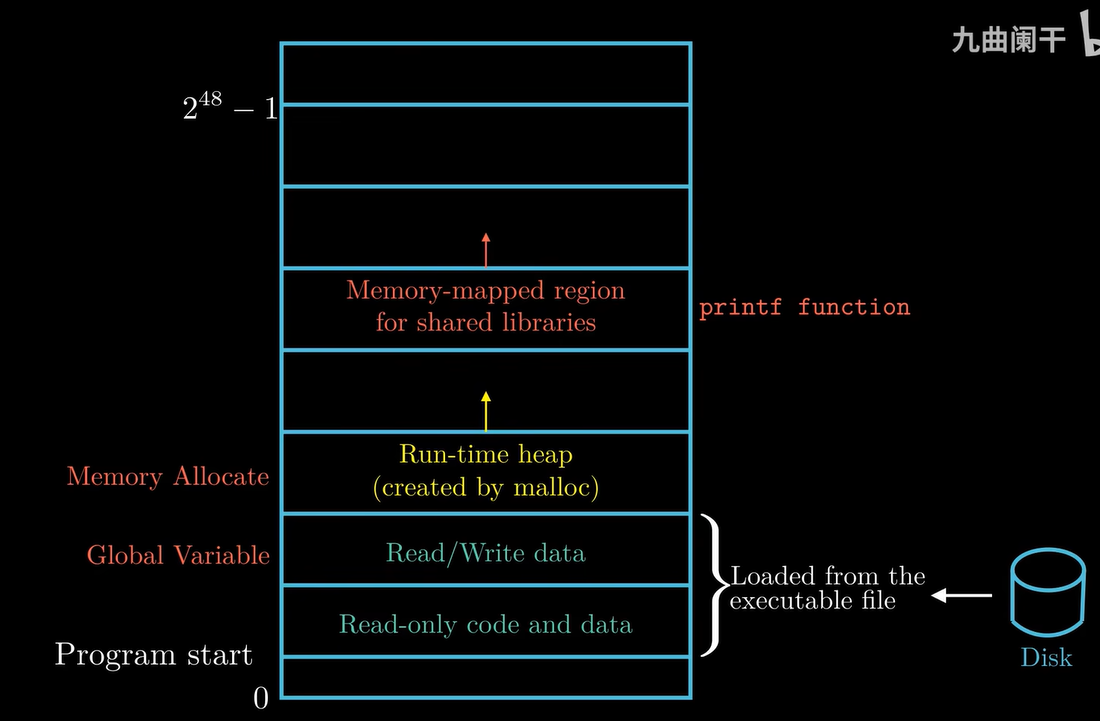 九曲阑干
2^48 − 1
Memory-mapped region
for shared libraries
printf function
Run-time heap
(created by malloc)
Memory Allocate
Read/Write data
Global Variable
Loaded from the
executable file
Read-only code and data
Program start
Disk
0